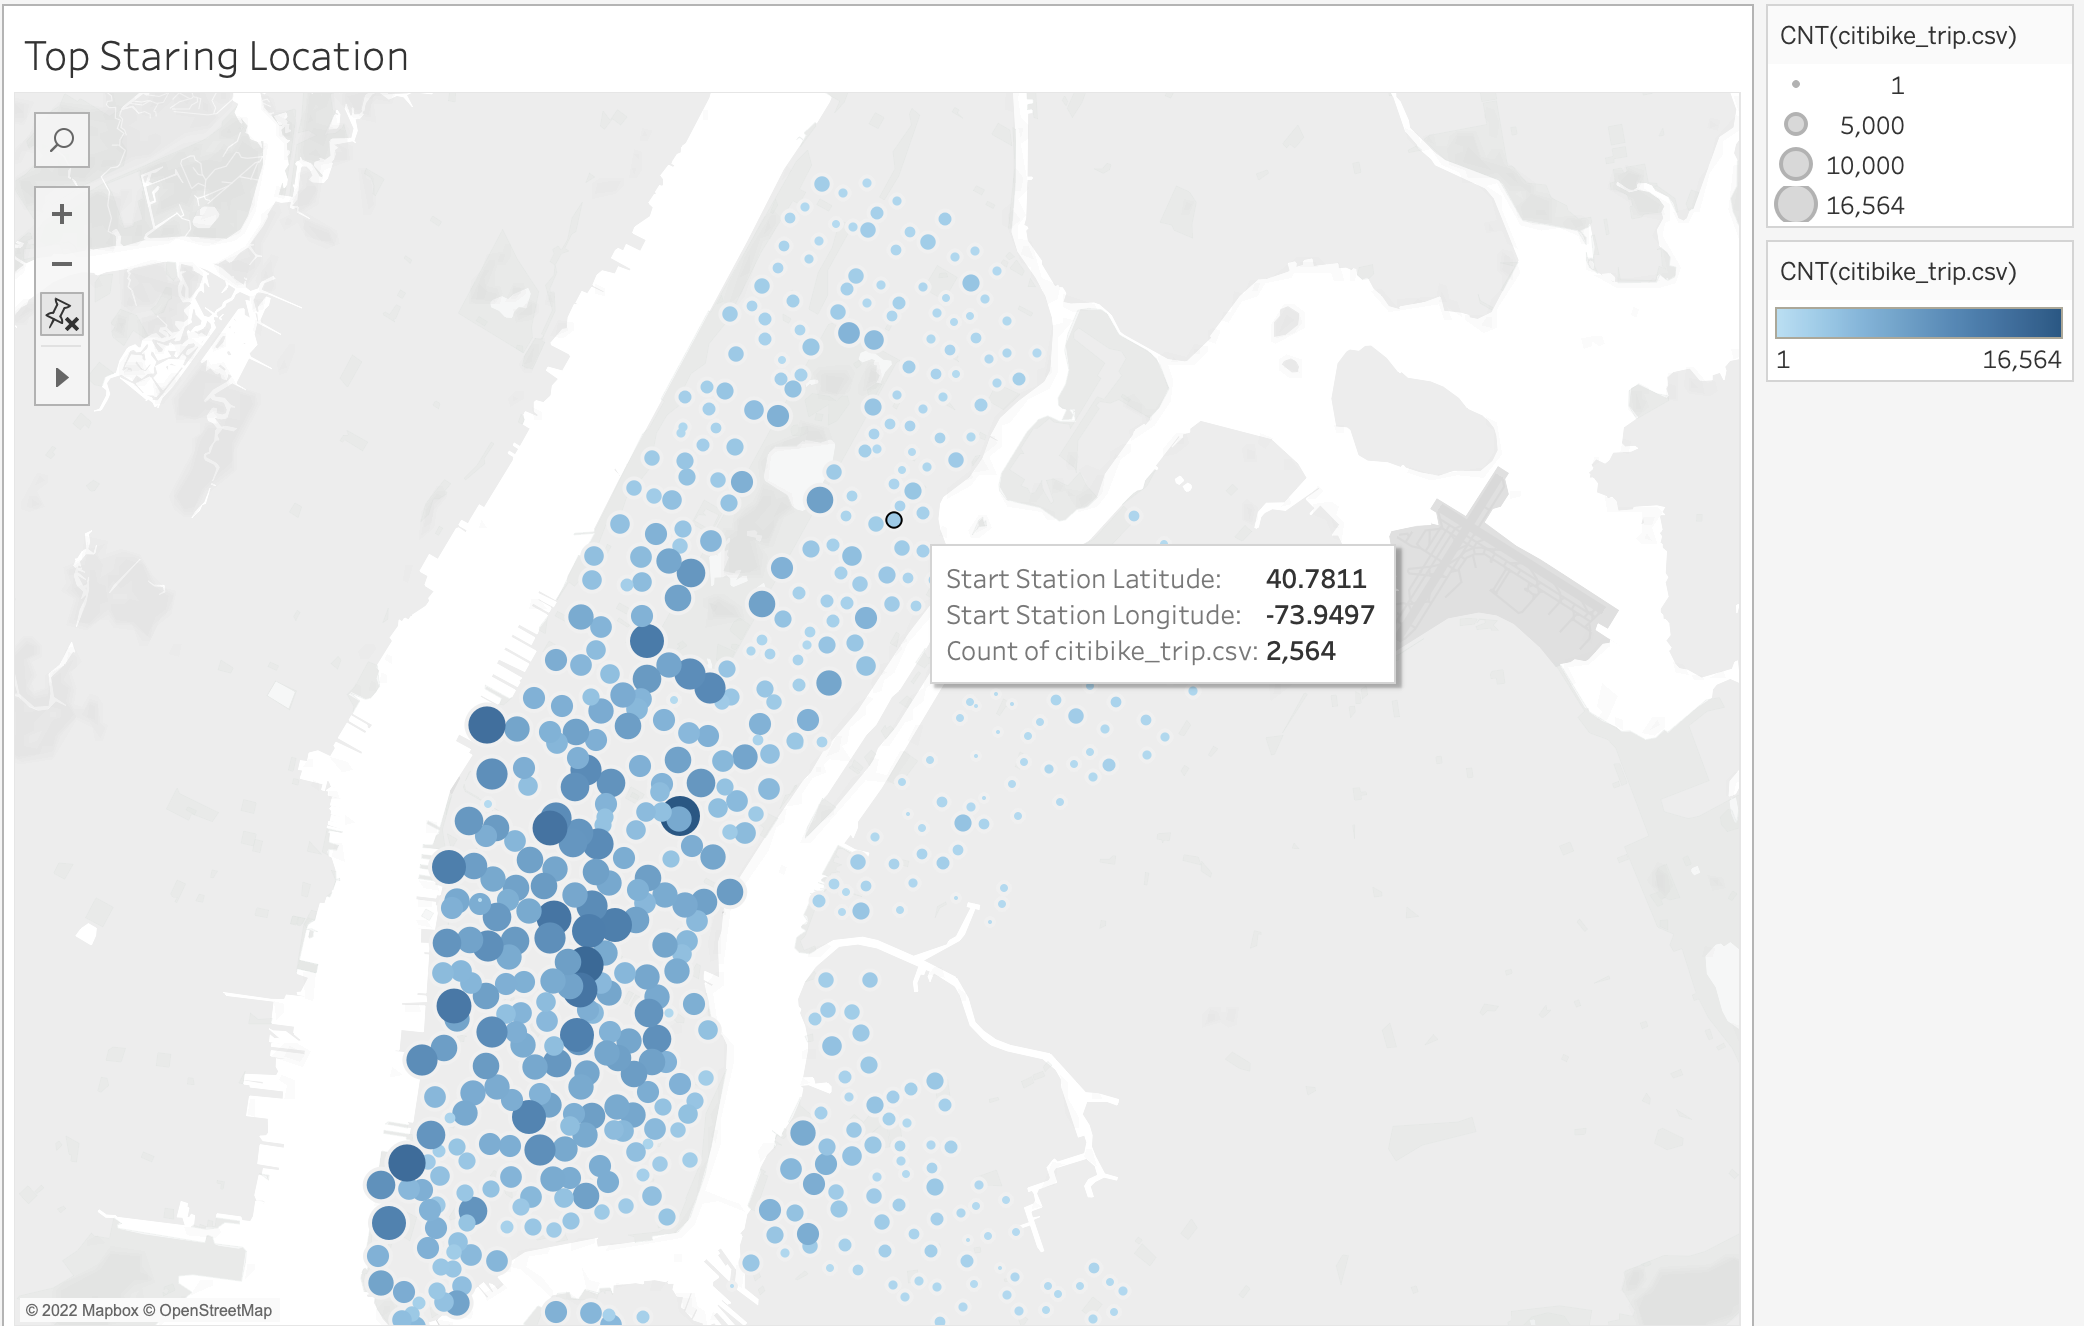 Top Staring Location
CNT(citibike_trip.csv)
1
5,000
10,000
16,564
CNT(citibike_trip.csv)
1 16,564
Start Station Latitude: 40.7811
Start Station Longitude: -73.9497
Count of citibike_trip.csv: 2,564
© 2022 Mapbox © OpenStreetMap